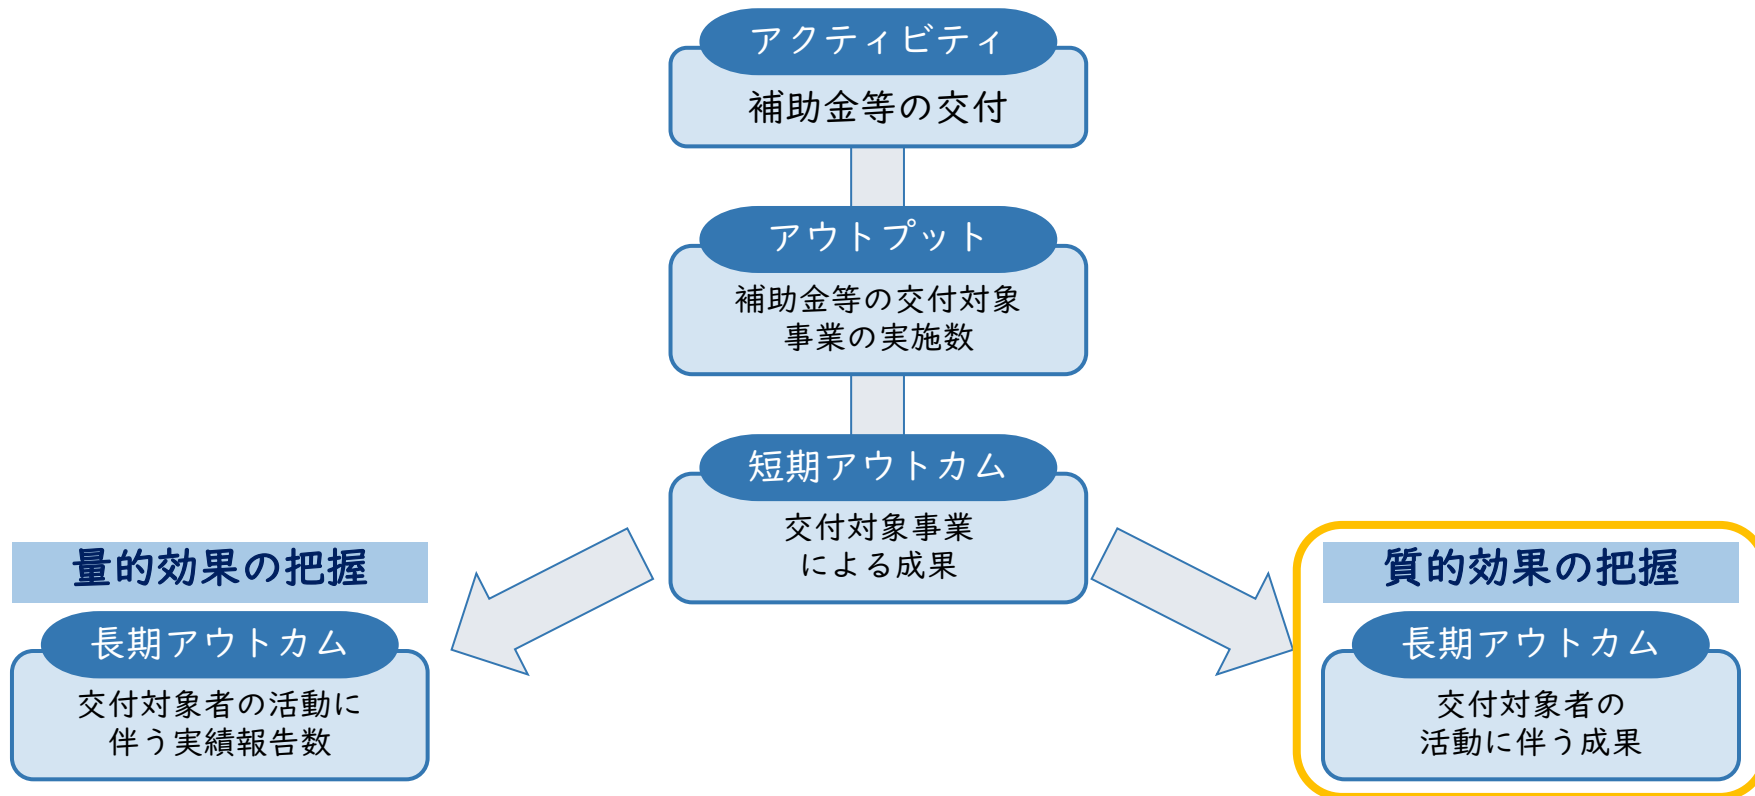 アクティビティ
補助金等の交付
アウトプット
補助金等の交付対象
事業の実施数
短期アウトカム
交付対象事業
による成果
量的効果の把握
長期アウトカム
交付対象者の活動に
伴う実績報告数
質的効果の把握
長期アウトカム
交付対象者の
活動に伴う成果